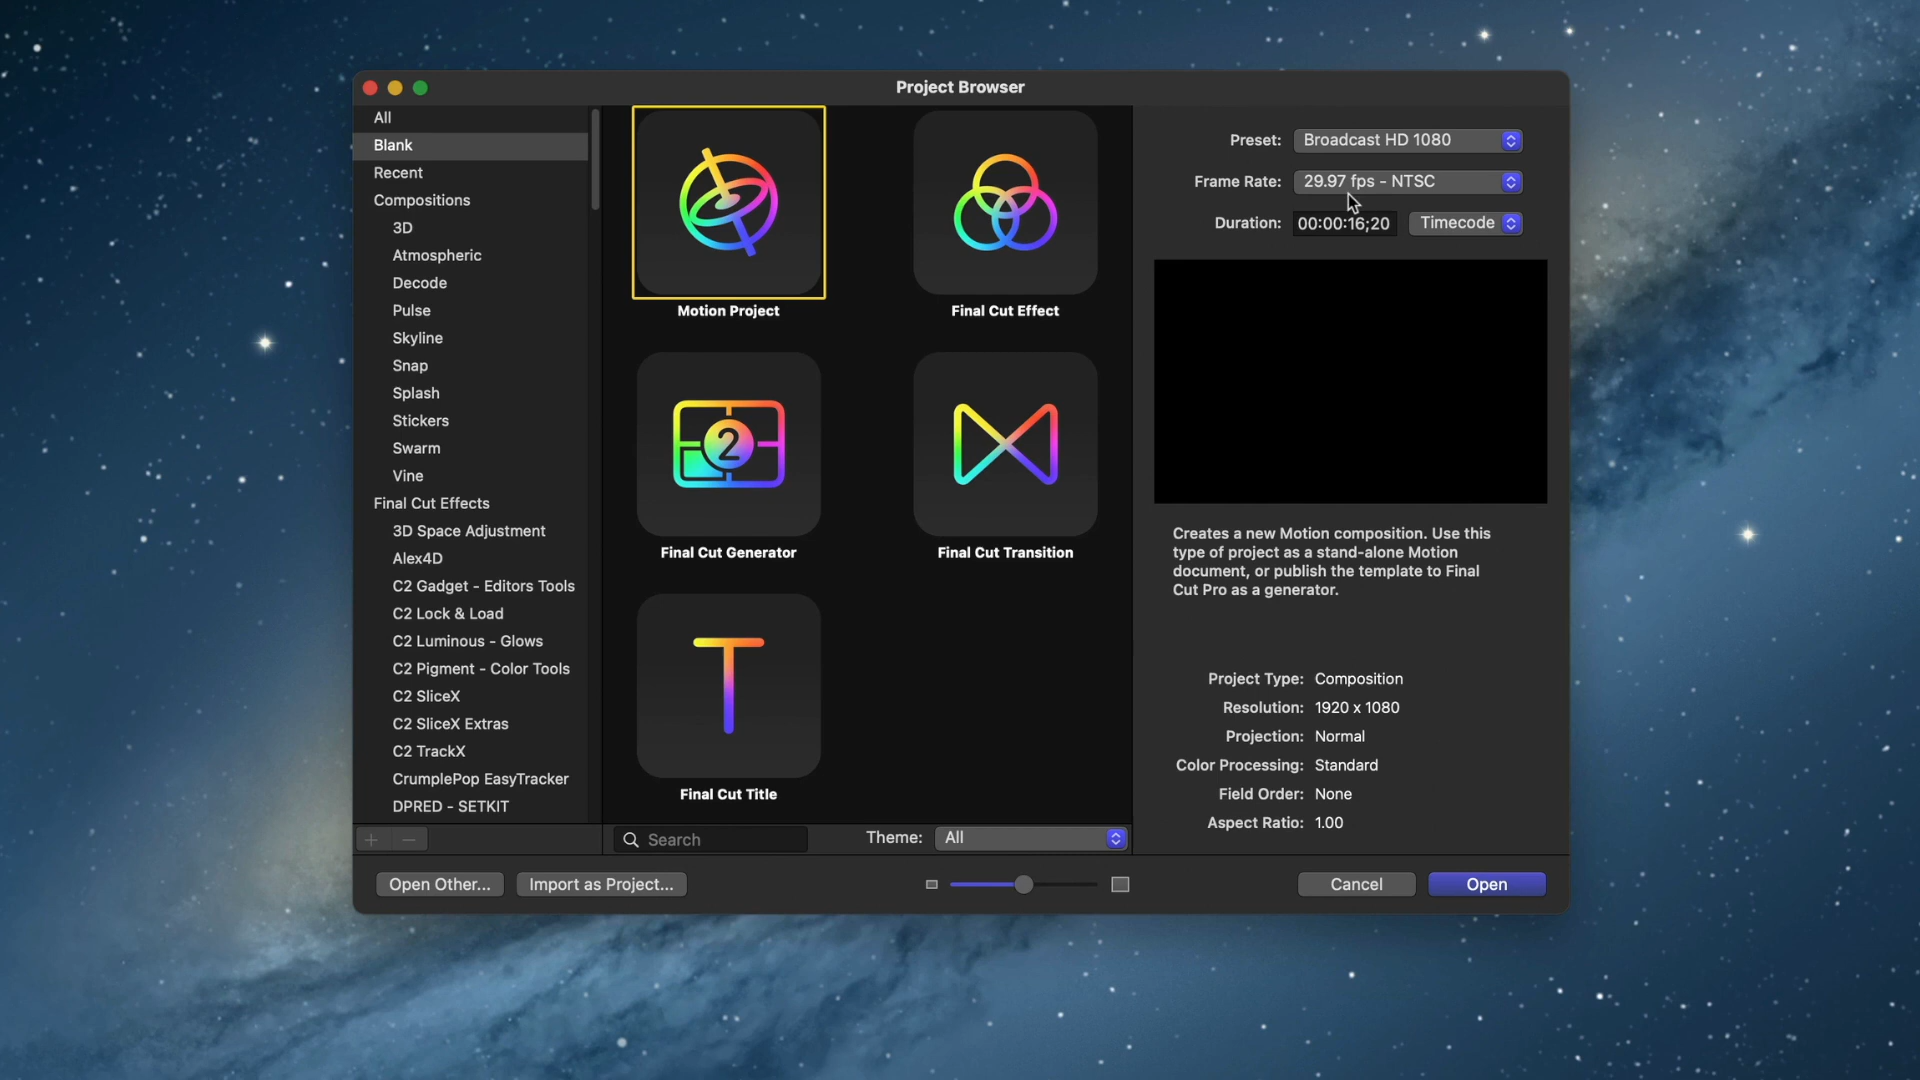 Project Browser
All
Blank
Recent
Compositions
3D
Atmospheric
Decode
Pulse
Skyline
Snap
Splash
Stickers
Swarm
Vine
Final Cut Effects
3D Space Adjustment
Alex4D
C2 Gadget - Editors Tools
C2 Lock & Load
C2 Luminous - Glows
C2 Pigment - Color Tools
C2 SliceX
C2 SliceX Extras
C2 TrackX
CrumplePop EasyTracker
DPRED - SETKIT
Motion Project
Final Cut Effect
2
Final Cut Generator
Final Cut Transition
T
Final Cut Title
Search
Theme: All
Preset: Broadcast HD 1080
Frame Rate: 29.97 fps - NTSC
Duration: 00:00:16;20 Timecode
Creates a new Motion composition. Use this
type of project as a stand-alone Motion
document, or publish the template to Final
Cut Pro as a generator.
Project Type: Composition
Resolution: 1920 x 1080
Projection: Normal
Color Processing: Standard
Field Order: None
Aspect Ratio: 1.00
Open Other...
Import as Project...
Cancel
Open